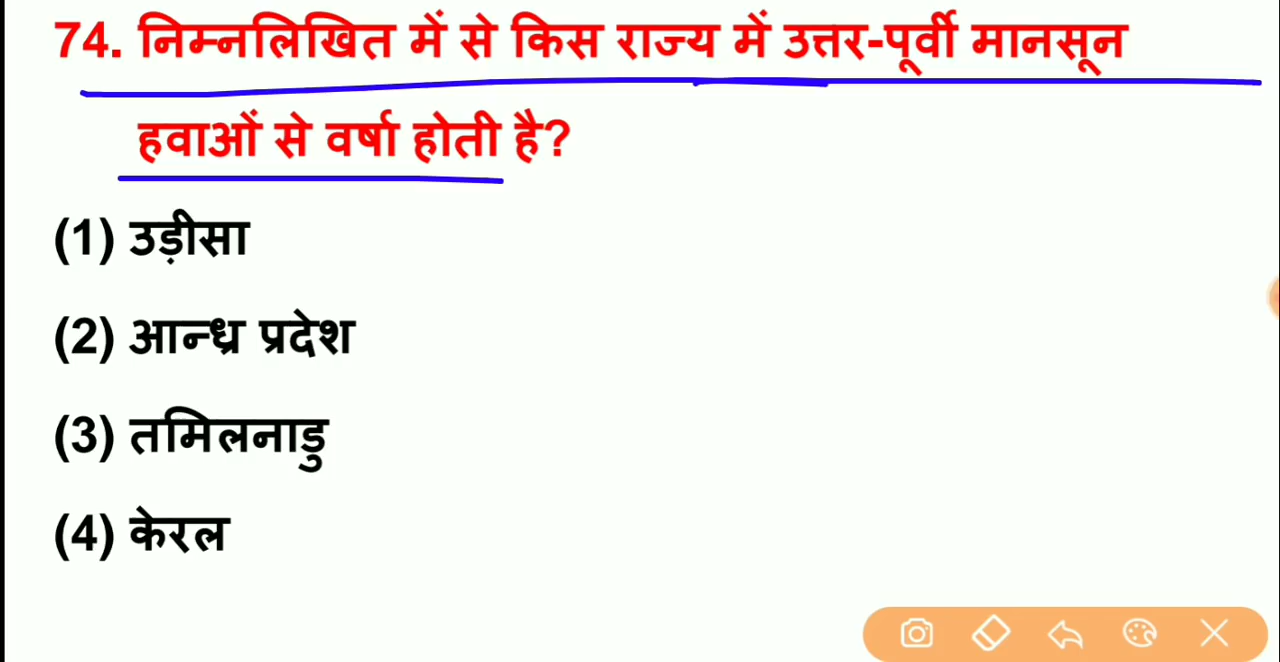 74. निम्नलिखित में से किस राज्य में उत्तर-पूर्वी मानसून
हवाओं से वर्षा होती है?
(1) उड़ीसा
(2) आन्ध्र प्रदेश
(3) तमिलनाडु
(4) केरल